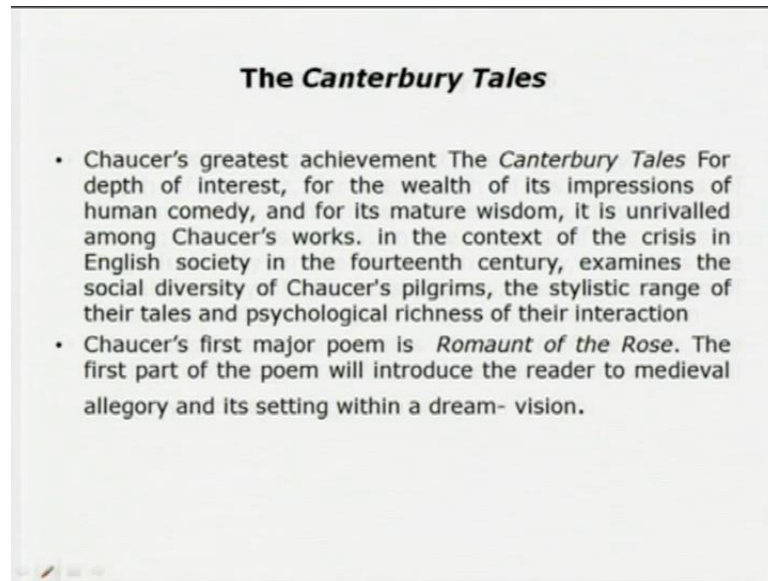 The Canterbury Tales
• Chaucer's greatest achievement The Canterbury Tales For
depth of interest, for the wealth of its impressions of
human comedy, and for its mature wisdom, it is unrivalled
among Chaucer's works. in the context of the crisis in
English society in the fourteenth century, examines the
social diversity of Chaucer's pilgrims, the stylistic range of
their tales and psychological richness of their interaction
• Chaucer's first major poem is Romaunt of the Rose. The
first part of the poem will introduce the reader to medieval
allegory and its setting within a dream- vision.